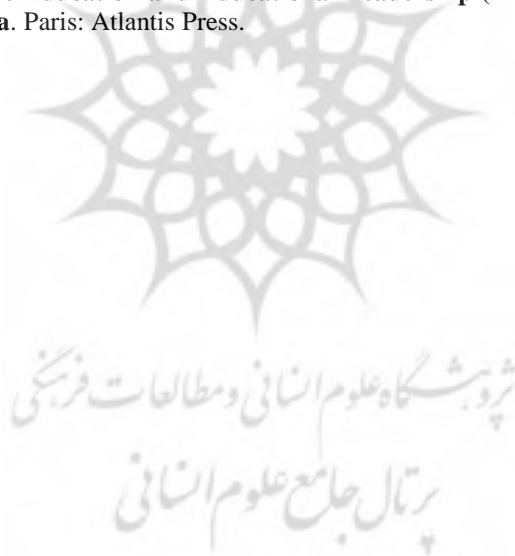 a. Paris: Atlantis Press.
پژوهشگاه علوم انسانی و مطالعات فرهنگی
پرتال جامع علوم انسانی